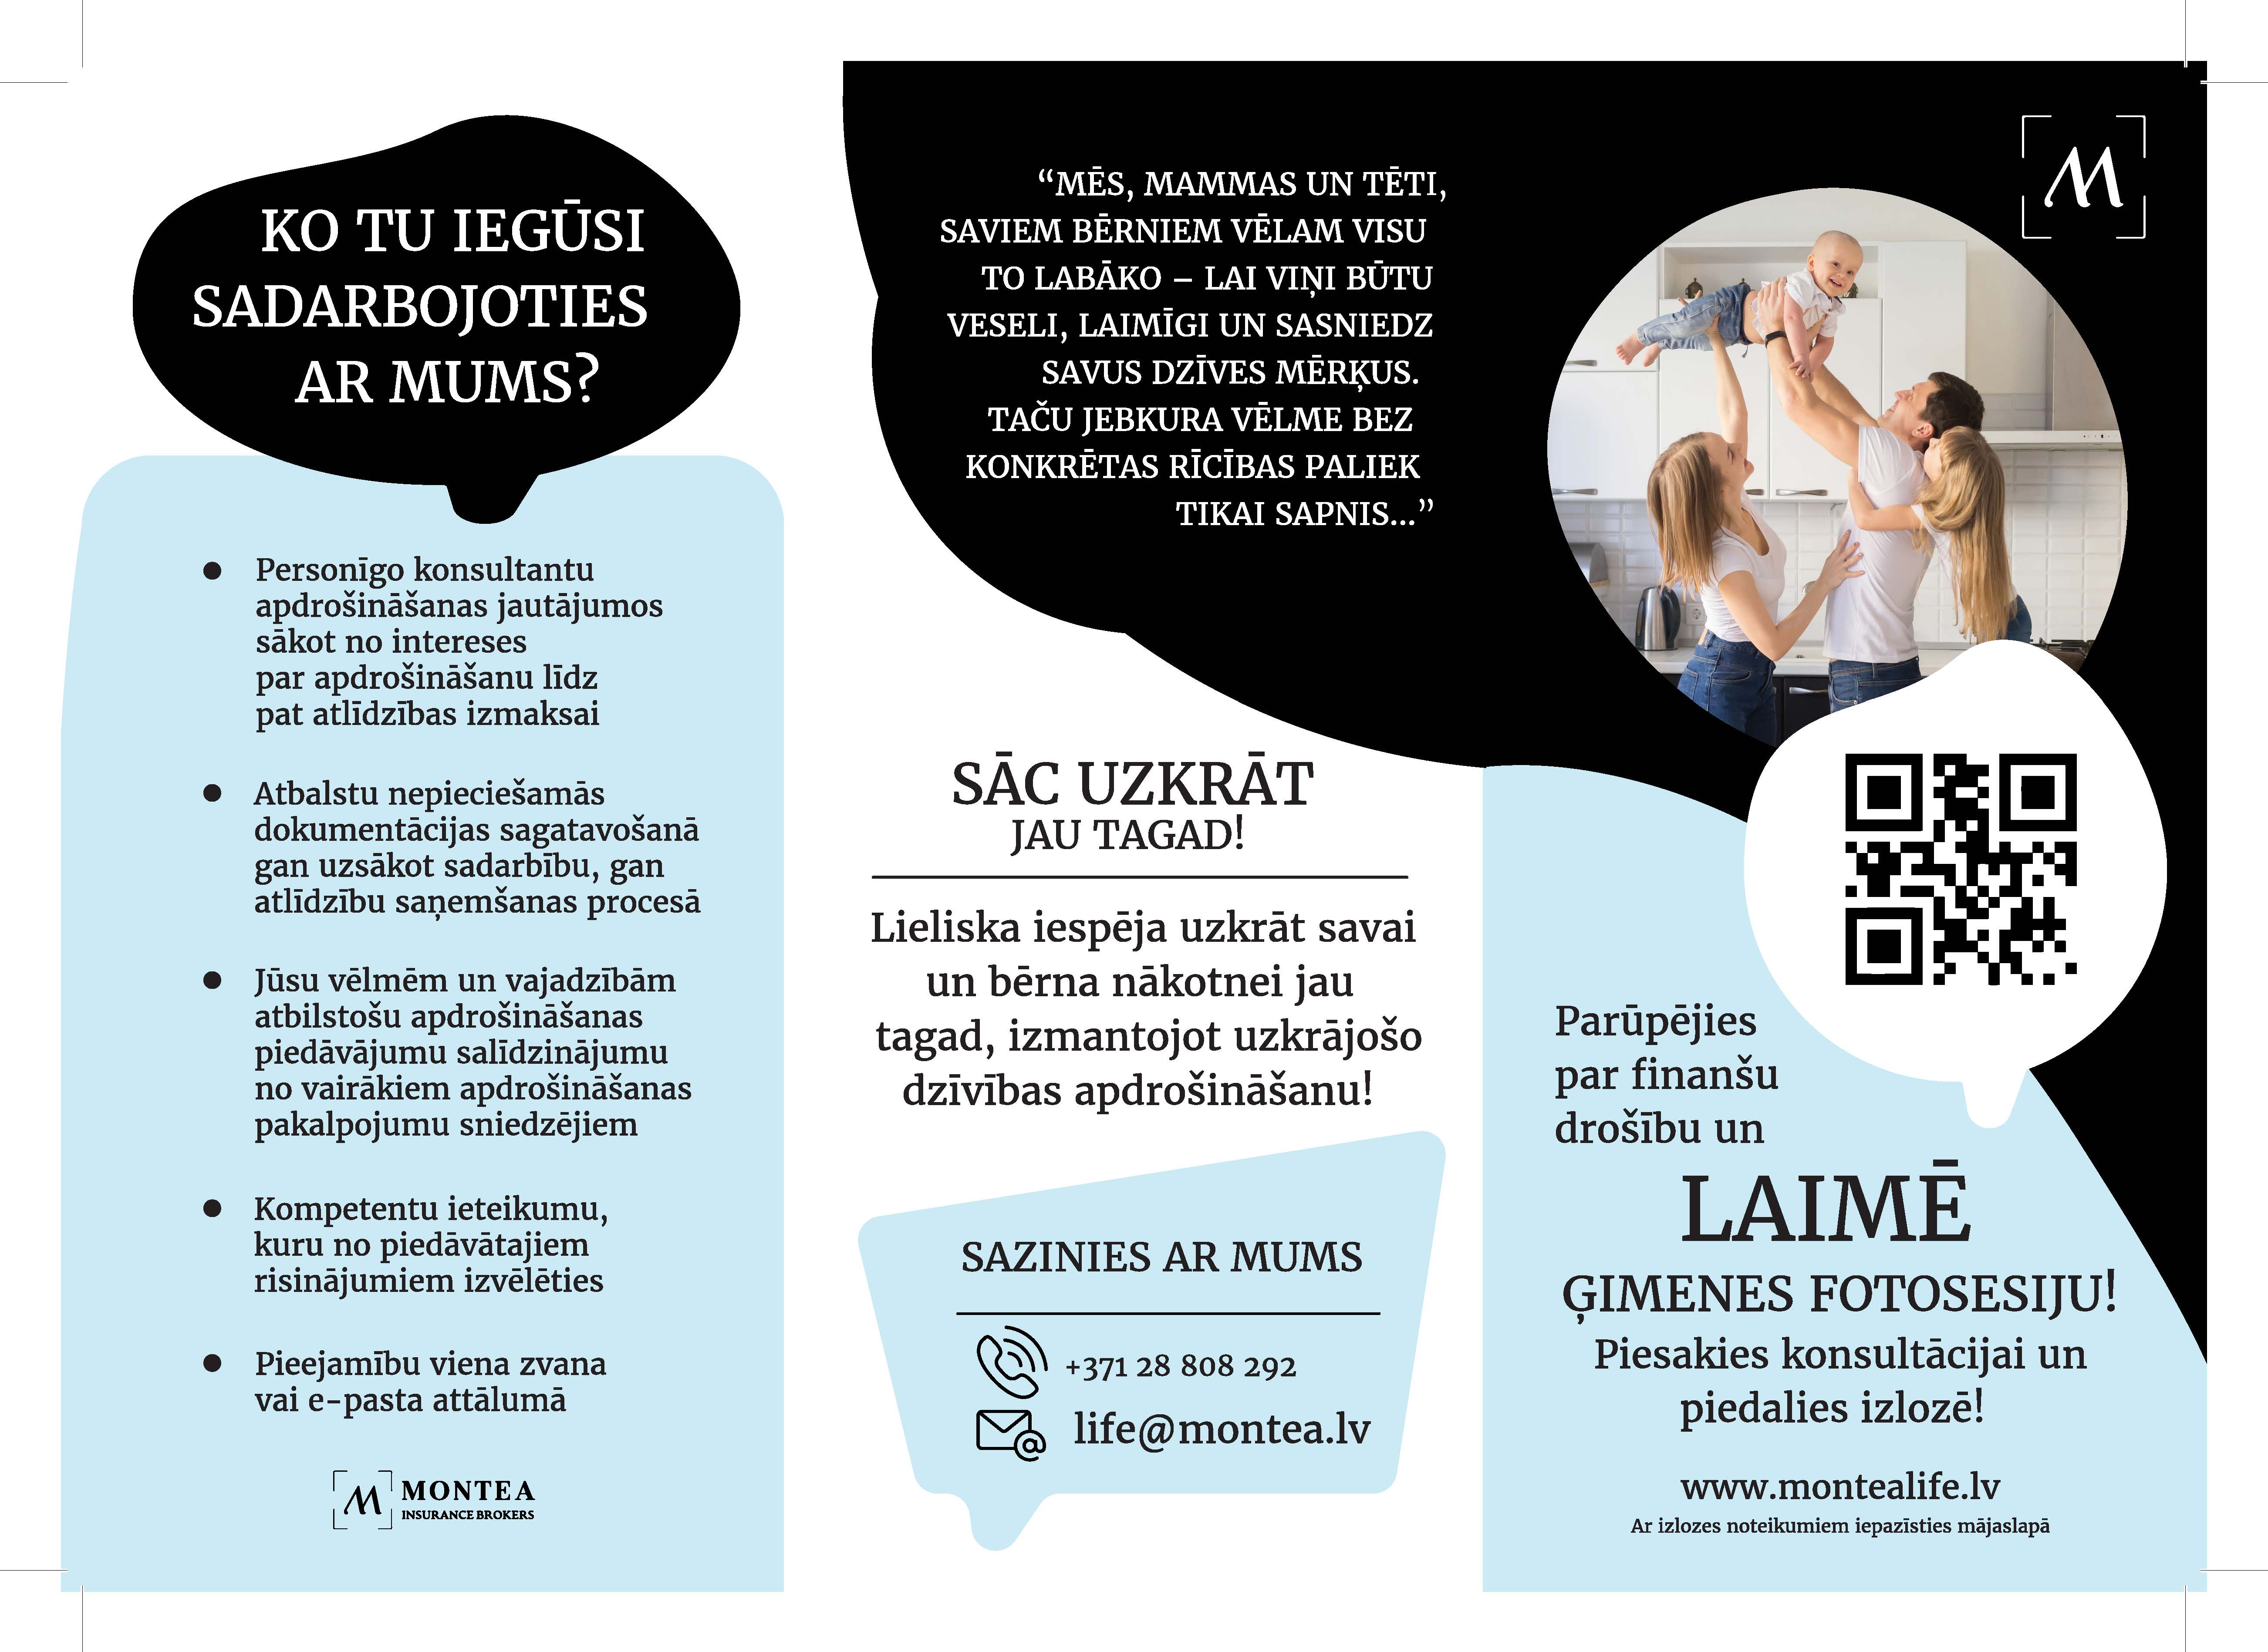 KO TU IEGŪSI
SADARBOJOTIES
AR MUMS?
● Personīgo konsultantu
apdrošināšanas jautājumos
sākot no intereses
par apdrošināšanu līdz
pat atlīdzības izmaksai
● Atbalstu nepieciešamās
dokumentācijas sagatavošanā
gan uzsākot sadarbību, gan
atlīdzību saņemšanas procesā
● Jūsu vēlmēm un vajadzībām
atbilstošu apdrošināšanas
piedāvājumu salīdzinājumu
no vairākiem apdrošināšanas
pakalpojumu sniedzējiem
● Kompetentu ieteikumu,
kuru no piedāvātajiem
risinājumiem izvēlēties
● Pieejamību viena zvana
vai e-pasta attālumā
M MONTEA
INSURANCE BROKERS
“MĒS, MAMMAS UN TĒTI,
SAVIEM BĒRNIEM VĒLAM VISU
TO LABĀKO – LAI VIŅI BŪTU
VESELI, LAIMĪGI UN SASNIEDZ
SAVUS DZĪVES MĒRĶUS.
TAČU JEBKURA VĒLME BEZ
KONKRĒTAS RĪCĪBAS PALIEK
TIKAI SAPNIS...”
SĀC UZKRĀT
JAU TAGAD!
Lieliska iespēja uzkrāt savai
un bērna nākotnei jau
tagad, izmantojot uzkrājošo
dzīvības apdrošināšanu!
SAZINIES AR MUMS
+371 28 808 292
life@montea.lv
M
Parūpējies
par finanšu
drošību un
LAIMĒ
ĢIMENES FOTOSESIJU!
Piesakies konsultācijai un
piedalies izlozē!
www.montealife.lv
Ar izlozes noteikumiem iepazīsties mājaslapā